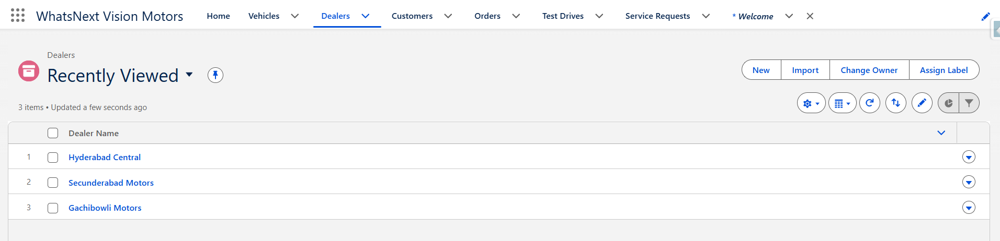 WhatsNext Vision Motors Home Vehicles Dealers Customers Orders Test Drives Service Requests * Welcome
Dealers
Recently Viewed
New Import Change Owner Assign Label
3 items • Updated a few seconds ago
Dealer Name
1 Hyderabad Central
2 Secunderabad Motors
3 Gachibowli Motors